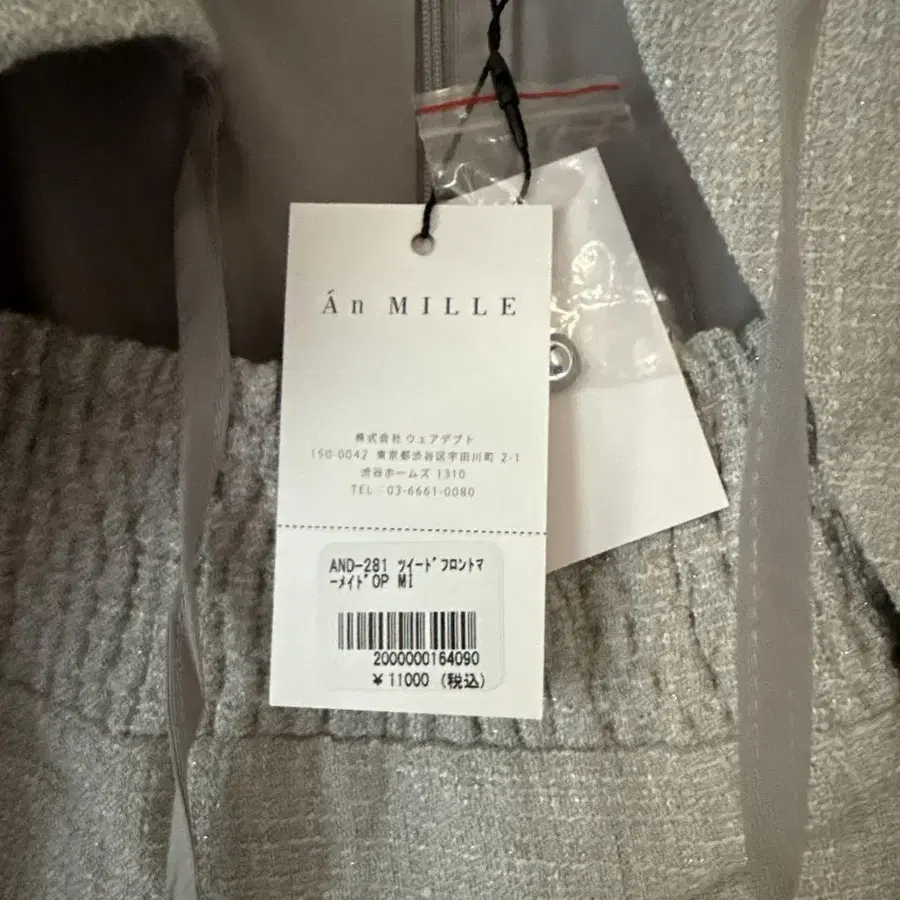 Án MILLE
株式会社 ウェアデプト
150-0042 東京都渋谷区宇田川町 2-1
渋谷ホームズ 1310
TEL：03-6661-0080
AND-281 ﾂｲｰﾄﾞﾌﾛﾝﾄﾏ
ｰﾒｲﾄﾞOP MI
2000000164090
¥11000 (税込)